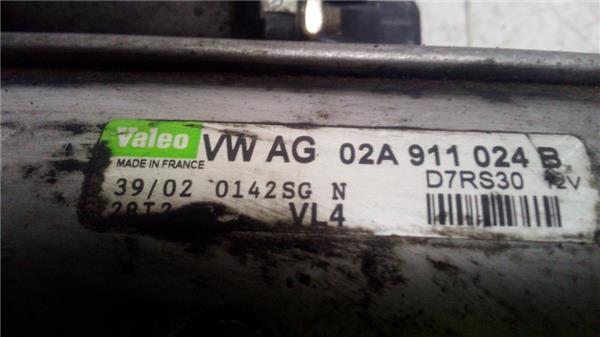 Valeo VW AG 02A 911 024 B
MADE IN FRANCE D7RS30 12V
39/02 0142SG N
VL4